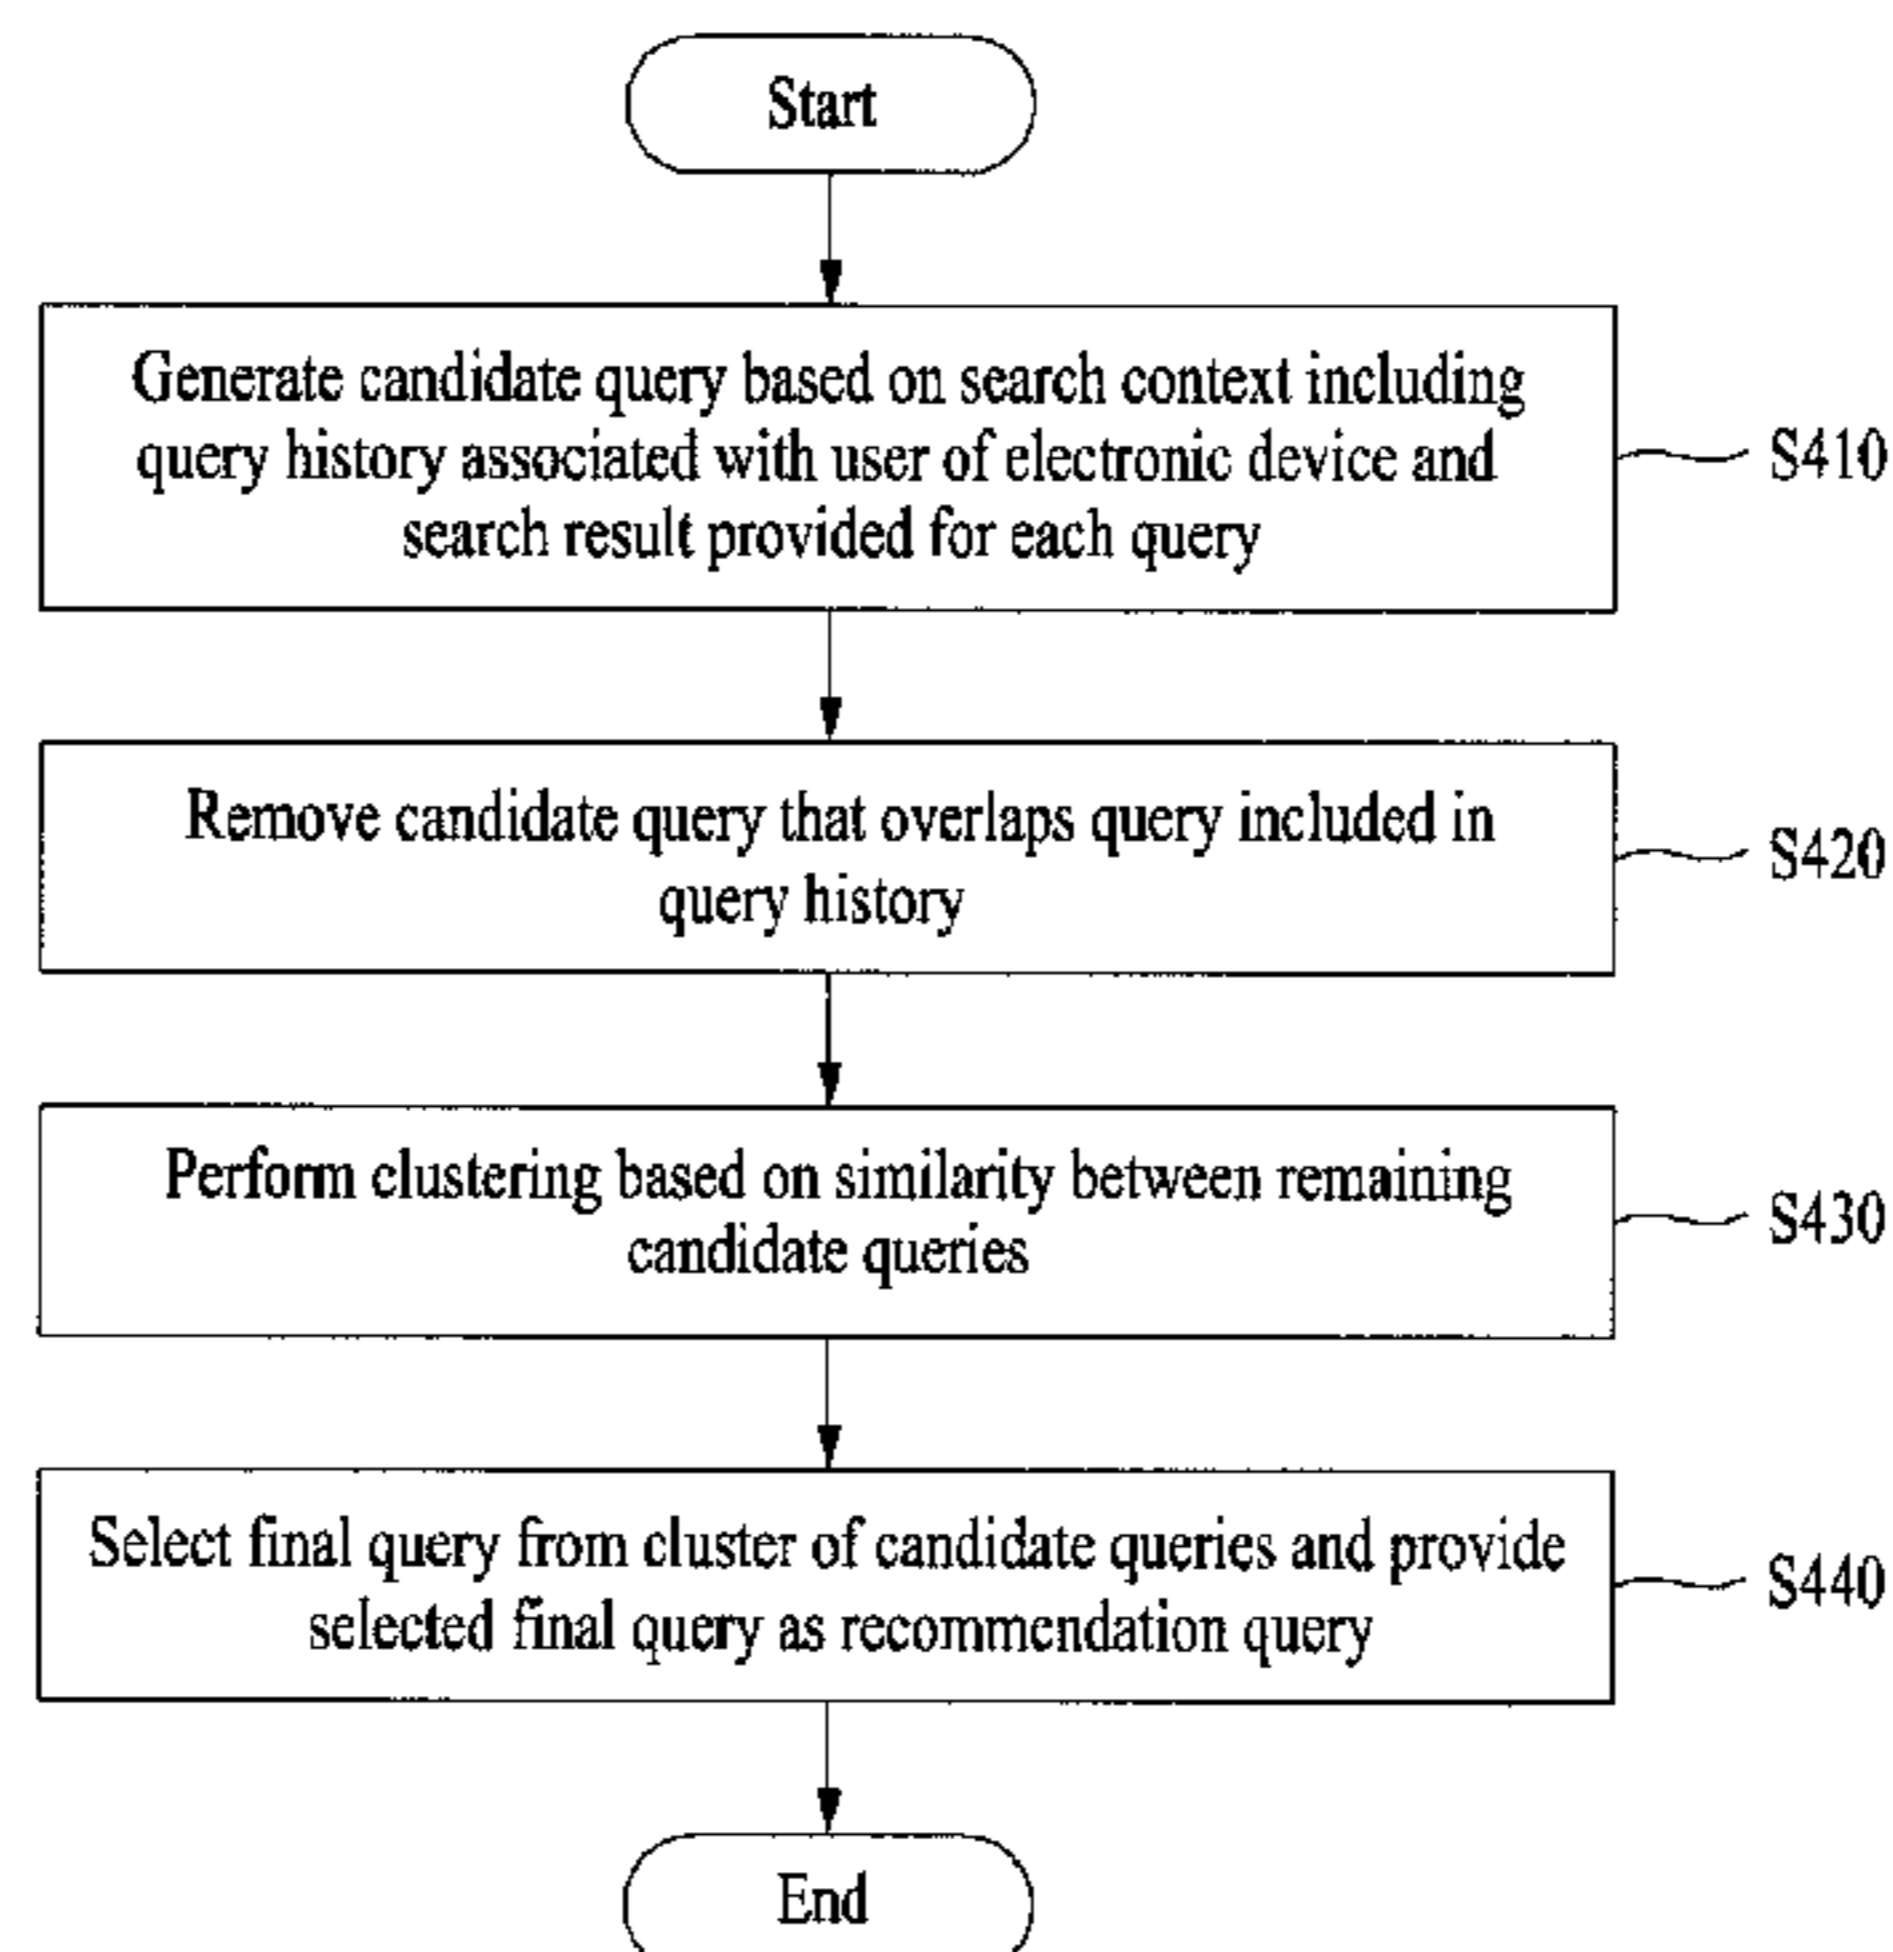 Start
Generate candidate query based on search context including
query history associated with user of electronic device and
search result provided for each query
S410
Remove candidate query that overlaps query included in
query history
S420
Perform clustering based on similarity between remaining
candidate queries
S430
Select final query from cluster of candidate queries and provide
selected final query as recommendation query
S440
End